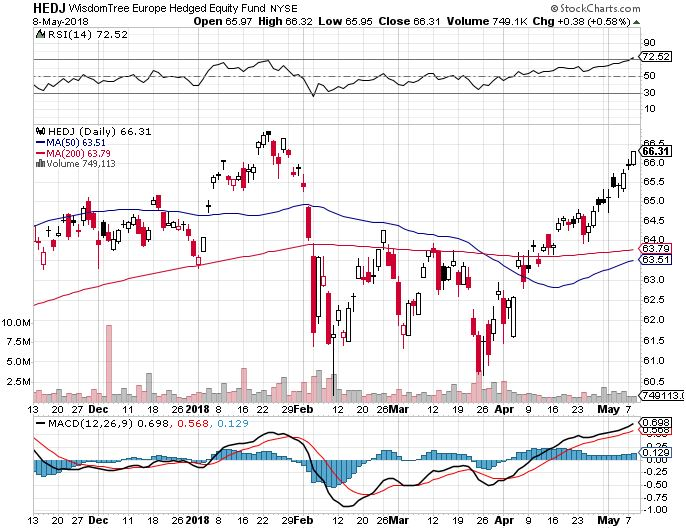 HEDJ WisdomTree Europe Hedged Equity Fund NYSE © StockCharts.com
8-May-2018 Open 65.97 High 66.32 Low 65.95 Close 66.31 Volume 749.1K Chg +0.38 (+0.58%)
RSI(14) 72.52
90
72.52
50
30
10
HEDJ (Daily) 66.31
MA(50) 63.51
MA(200) 63.79
Volume 749,113
66.5
66.31
66.0
65.5
65.0
64.5
64.0
63.79
63.51
63.0
62.5
62.0
61.5
61.0
60.5
10.0M
7.5M
5.0M
2.5M
749113.0
13 20 27 Dec 11 18 26 2018 8 16 22 29 Feb 12 20 26 Mar 12 19 26 Apr 9 16 23 May 7
MACD(12,26,9) 0.698, 0.568, 0.129
0.698
0.568
0.129
0.00
-0.25
-0.50
-0.75
-1.00
13 20 27 Dec 11 18 26 2018 8 16 22 29 Feb 12 20 26 Mar 12 19 26 Apr 9 16 23 May 7